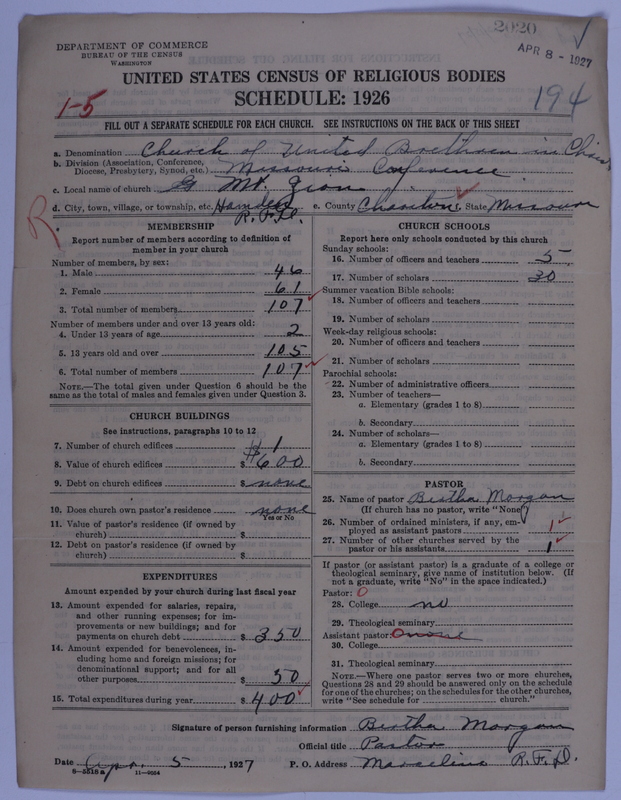 2020
APR 8 - 1927
DEPARTMENT OF COMMERCE
BUREAU OF THE CENSUS
WASHINGTON
UNITED STATES CENSUS OF RELIGIOUS BODIES
SCHEDULE: 1926
1-5
194
FILL OUT A SEPARATE SCHEDULE FOR EACH CHURCH. SEE INSTRUCTIONS ON THE BACK OF THIS SHEET
a. Denomination Church of United Brethren in Christ
b. Division (Association, Conference, Diocese, Presbytery, Synod, etc.) Missouri Conference
c. Local name of church Mt. Zion
d. City, town, village, or township, etc. R.F.D. e. County Chariton, State Missouri
R
MEMBERSHIP
Report number of members according to definition of
member in your church
Number of members, by sex:
1. Male 46
2. Female 61
3. Total number of members 107
Number of members under and over 13 years old:
4. Under 13 years of age 2
5. 13 years old and over 105
6. Total number of members 107
NOTE.—The total given under Question 6 should be the
same as the total of males and females given under Question 3.
CHURCH BUILDINGS
See instructions, paragraphs 10 to 12
7. Number of church edifices 1
8. Value of church edifices $ $600
9. Debt on church edifices $ none
10. Does church own pastor's residence none
Yes or No
11. Value of pastor's residence (if owned by
church) $
12. Debt on pastor's residence (if owned by
church) $
EXPENDITURES
Amount expended by your church during last fiscal year
13. Amount expended for salaries, repairs,
and other running expenses; for im-
provements or new buildings; and for
payments on church debt $ 350
14. Amount expended for benevolences, in-
cluding home and foreign missions; for
denominational support; and for all
other purposes $ 50
15. Total expenditures during year $ 400
CHURCH SCHOOLS
Report here only schools conducted by this church
Sunday schools:
16. Number of officers and teachers 5
17. Number of scholars 30
Summer vacation Bible schools:
18. Number of officers and teachers
19. Number of scholars
Week-day religious schools:
20. Number of officers and teachers
21. Number of scholars
Parochial schools:
22. Number of administrative officers
23. Number of teachers—
a. Elementary (grades 1 to 8)
b. Secondary
24. Number of scholars—
a. Elementary (grades 1 to 8)
b. Secondary
PASTOR
25. Name of pastor Bertha Morgan
(If church has no pastor, write "None")
26. Number of ordained ministers, if any, em-
ployed as assistant pastors 1
27. Number of other churches served by the
pastor or his assistants 1
If pastor (or assistant pastor) is a graduate of a college or
theological seminary, give name of institution below. (If
not a graduate, write "No" in the space indicated.)
Pastor: 0
28. College no
29. Theological seminary
Assistant pastor: 0 none
30. College
31. Theological seminary
NOTE.—Where one pastor serves two or more churches,
Questions 28 and 29 should be answered only on the schedule
for one of the churches; on the schedules for the other churches,
write "See schedule for church."
Signature of person furnishing information Bertha Morgan
Official title Pastor
Date Apr. 5, 1927 P. O. Address Marceline R.F.D.
8—5518a 11—9064